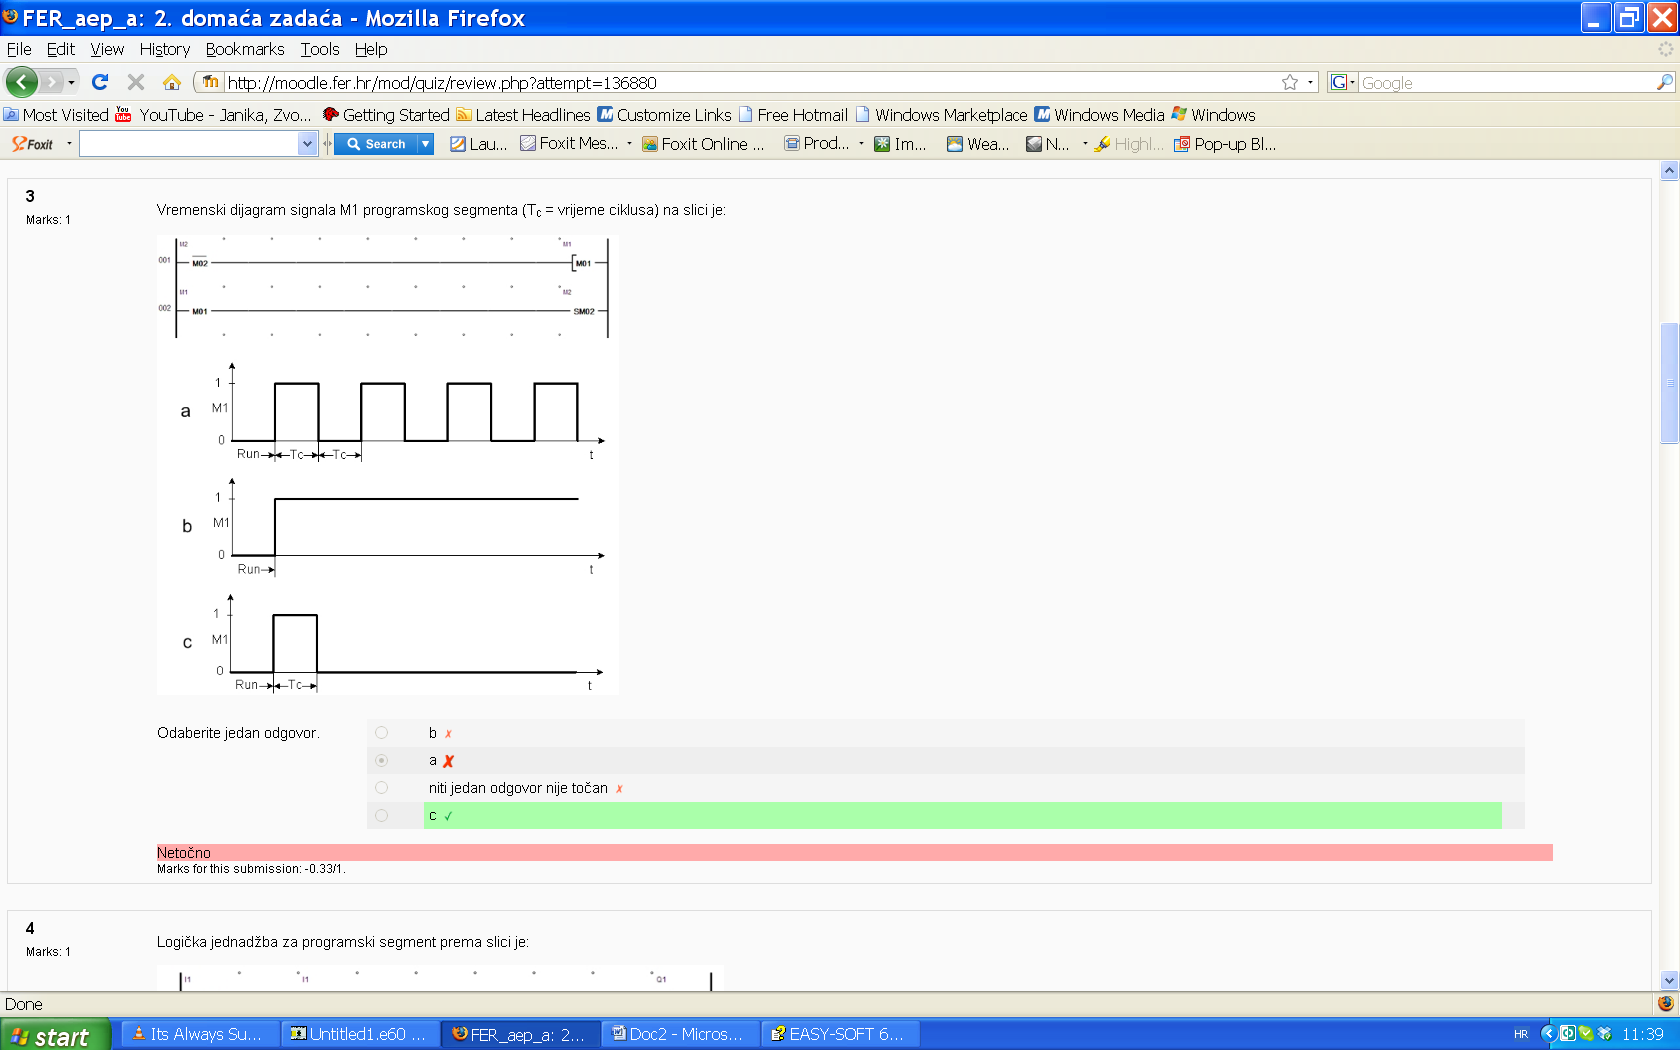 FER_aep_a: 2. domaća zadaća - Mozilla Firefox
File Edit View History Bookmarks Tools Help
http://moodle.fer.hr/mod/quiz/review.php?attempt=136880
Google
Most Visited YouTube - Janika, Zvo... Getting Started Latest Headlines Customize Links Free Hotmail Windows Marketplace Windows Media Windows
Foxit Search Lau... Foxit Mes... Foxit Online ... Prod... Im... Wea... N... Highl... Pop-up Bl...
3
Marks: 1
Vremenski dijagram signala M1 programskog segmenta (Tc = vrijeme ciklusa) na slici je:
M2 M1
001 M02 [M01
M1 M2
002 M01 SM02
1
a M1
0
Run Tc Tc t
1
b M1
0
Run t
1
c M1
0
Run Tc t
Odaberite jedan odgovor.
b ✗
a ✗
niti jedan odgovor nije točan ✗
c ✓
Netočno
Marks for this submission: -0.33/1.
4
Marks: 1
Logička jednadžba za programski segment prema slici je:
I1 I1 Q1
Done
start Its Always Su... Untitled1.e60 ... FER_aep_a: 2... Doc2 - Micros... EASY-SOFT 6... HR 11:39